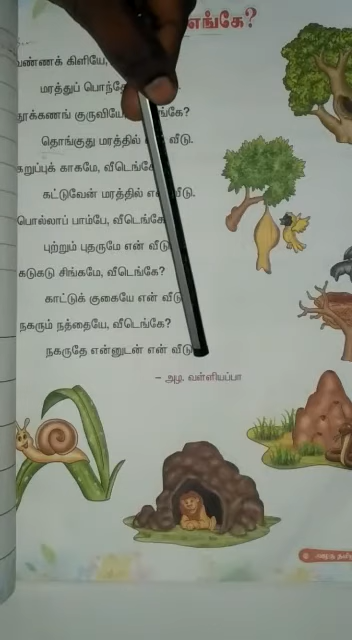 எங்கே?
வண்ணக் கிளியே,
மரத்துப்
தூக்கணங்
தொங்குது மரத்தில் வீடு.
கறுப்புக் காகமே, வீடெங்கே
கட்டுவேன் மரத்தில் வீடு.
பொல்லாப் பாம்பே, வீடெங்கே
புற்றும் புதருமே என் வீடு
கடுகடு சிங்கமே, வீடெங்கே?
காட்டுக் குகையே என் வீடு
நகரும் நத்தையே, வீடெங்கே?
நகருதே என்னுடன் என் வீடு
– அழ. வள்ளியப்பா